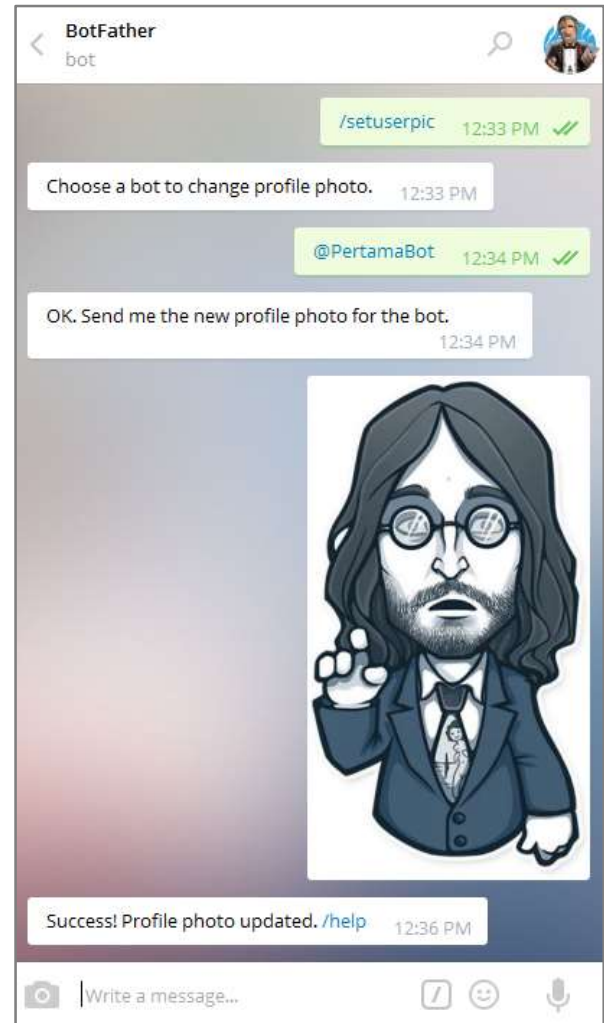 BotFather
bot
/setuserpic 12:33 PM
Choose a bot to change profile photo. 12:33 PM
@PertamaBot 12:34 PM
OK. Send me the new profile photo for the bot.
12:34 PM
Success! Profile photo updated. /help 12:36 PM
Write a message...